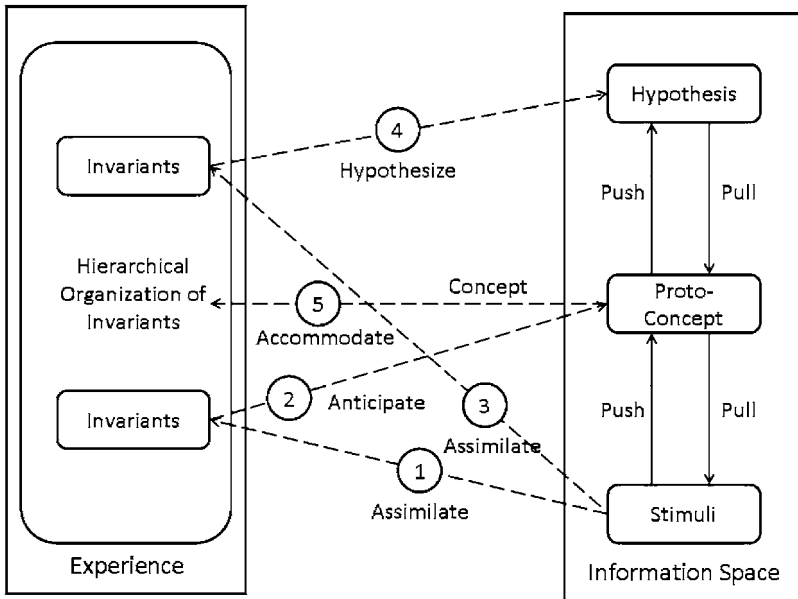 Hypothesis
4
Invariants
Hypothesize
Push
Pull
Hierarchical
Organization of
Invariants
Concept
5
Proto-
Concept
Accommodate
2
Anticipate
3
Invariants
Push
Pull
Assimilate
1
Assimilate
Stimuli
Experience
Information Space